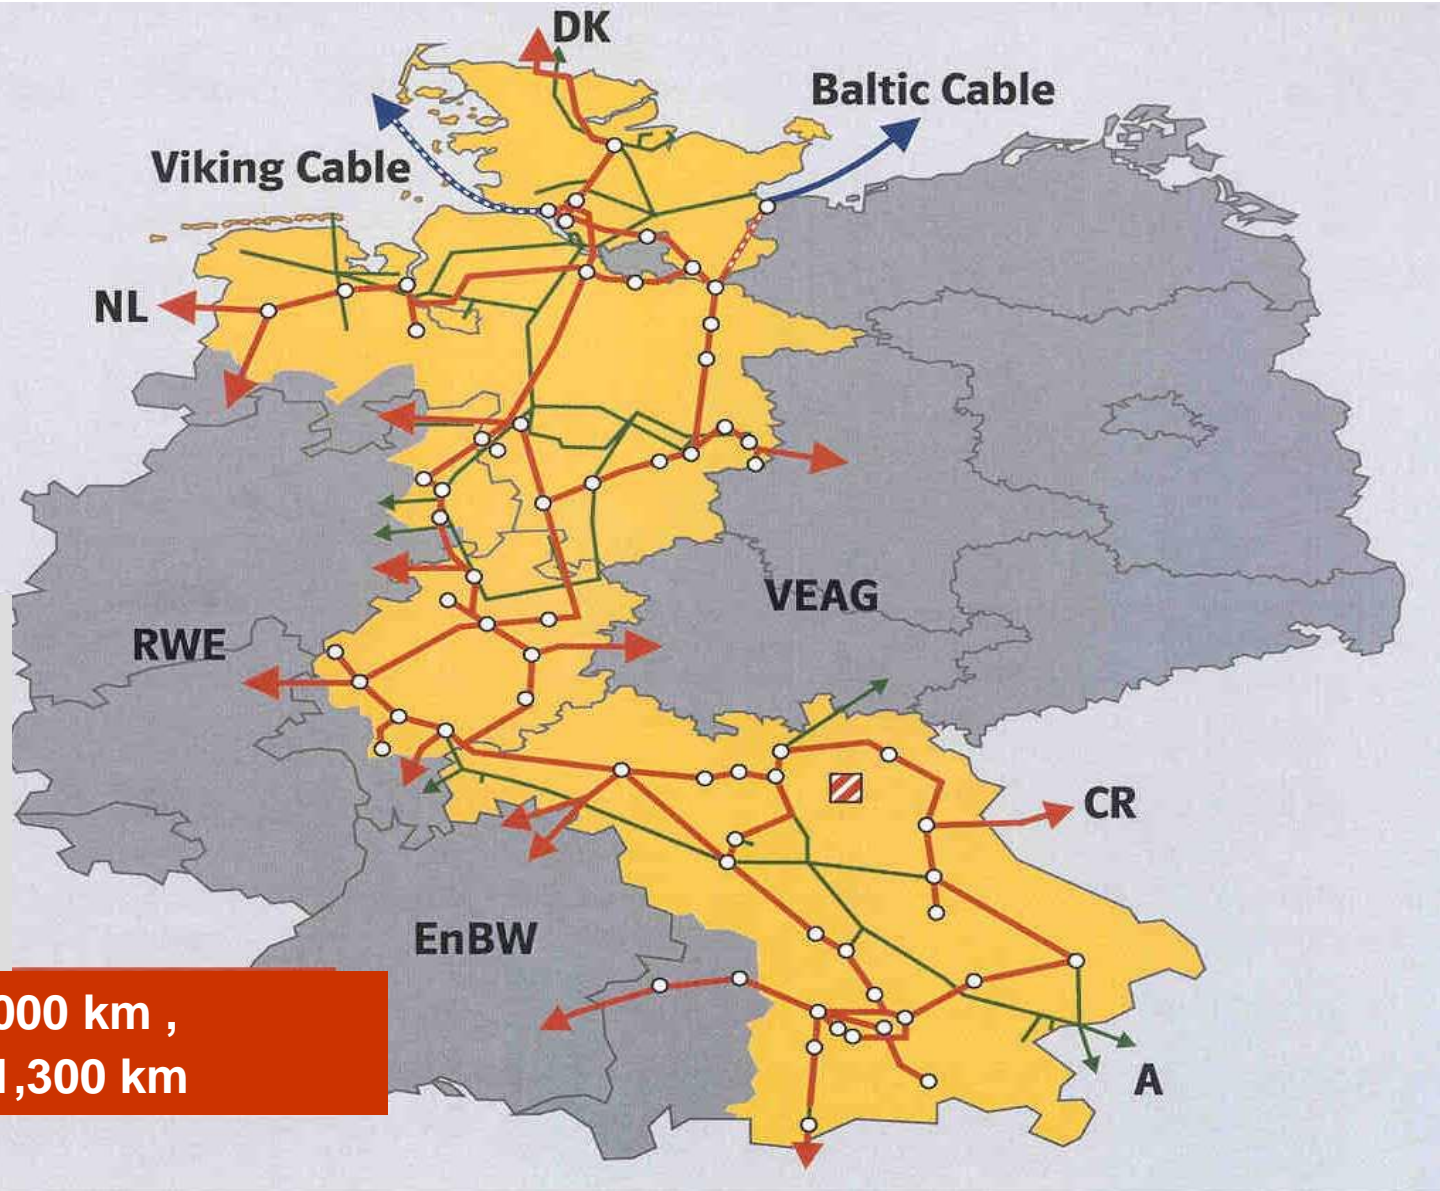 DK
Baltic Cable
Viking Cable
NL
VEAG
RWE
CR
EnBW
000 km ,
1,300 km
A